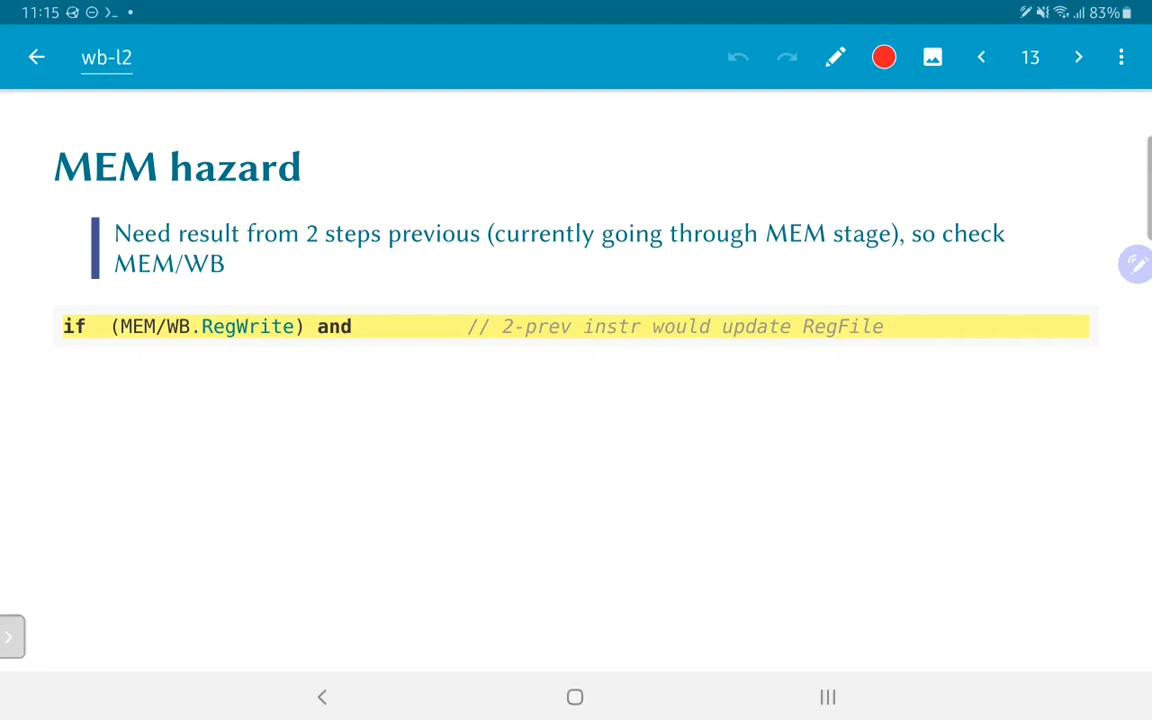 11:15
83%
wb-l2
13
MEM hazard
Need result from 2 steps previous (currently going through MEM stage), so check
MEM/WB
if (MEM/WB.RegWrite) and // 2-prev instr would update RegFile